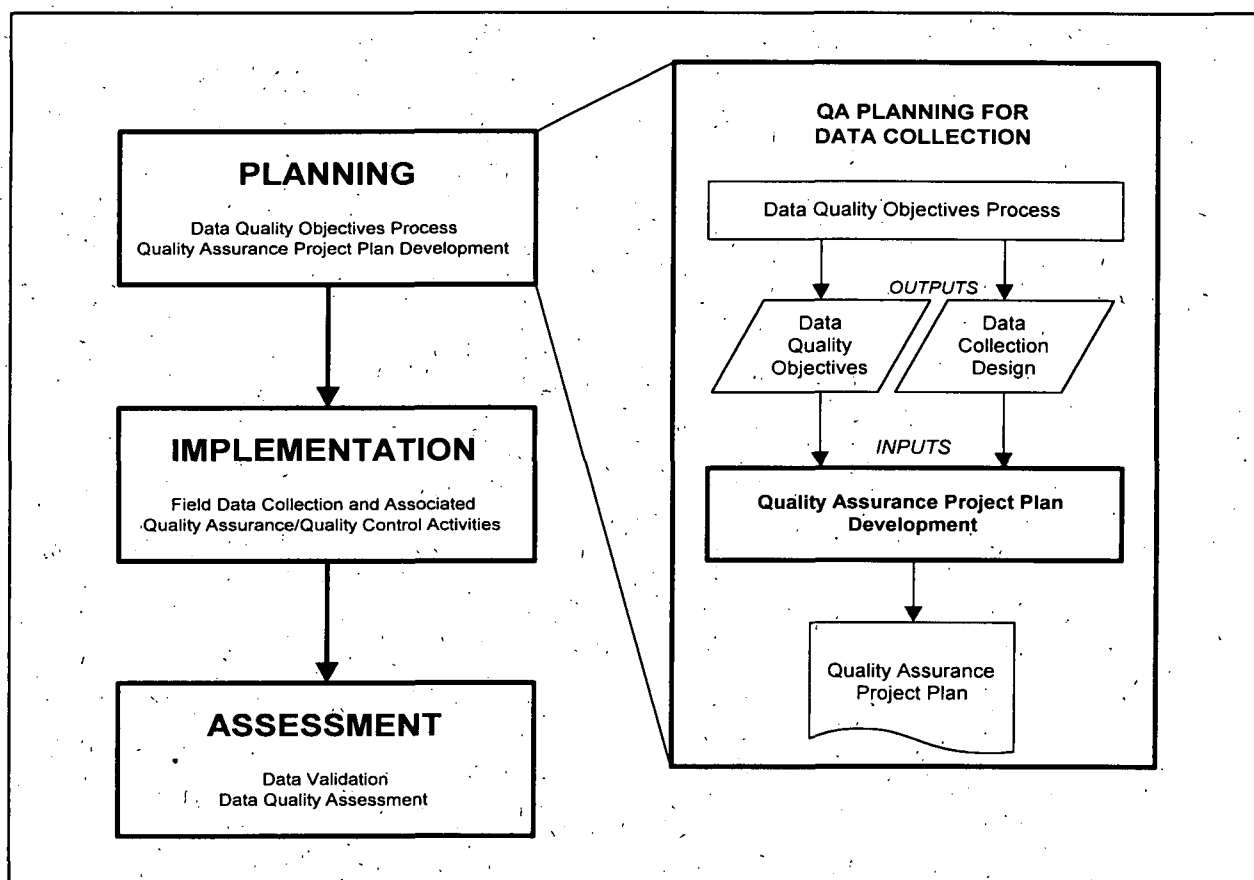 PLANNING
Data Quality Objectives Process
Quality Assurance Project Plan Development
IMPLEMENTATION
Field Data Collection and Associated
Quality Assurance/Quality Control Activities
ASSESSMENT
Data Validation
Data Quality Assessment
QA PLANNING FOR
DATA COLLECTION
Data Quality Objectives Process
OUTPUTS
Data
Quality
Objectives
Data
Collection
Design
INPUTS
Quality Assurance Project Plan
Development
Quality Assurance
Project Plan